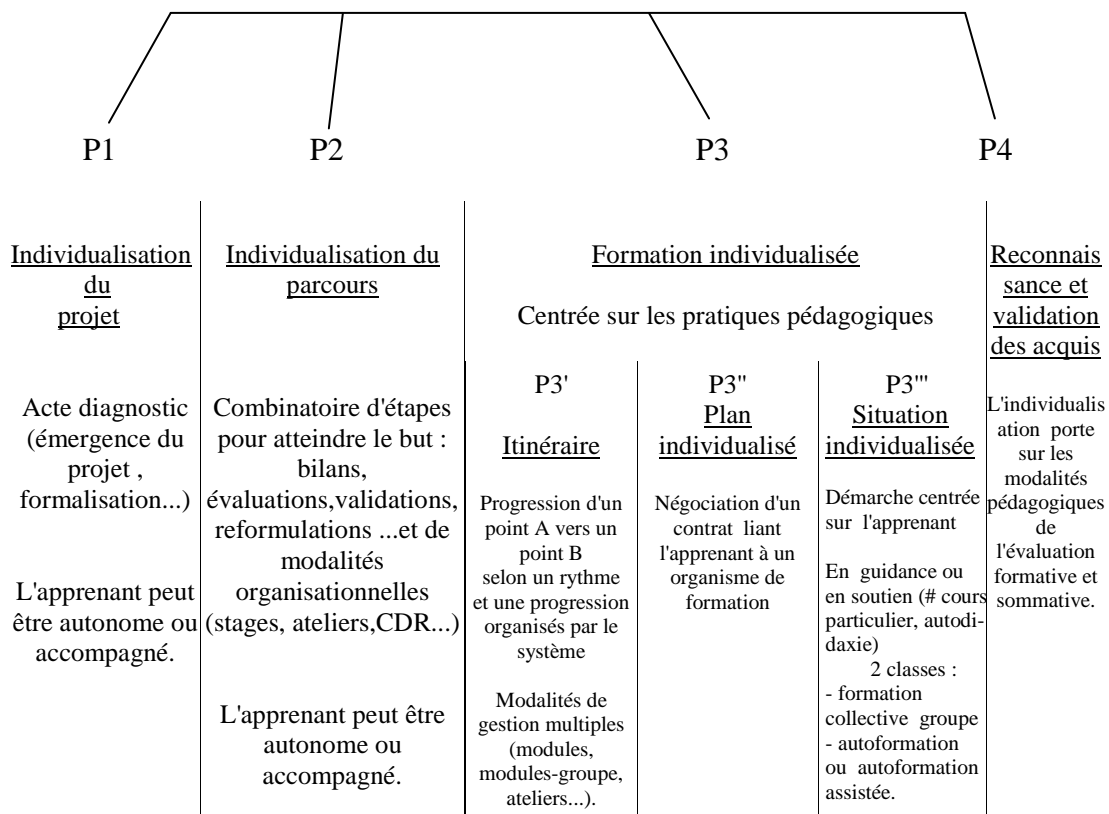 P1
P2
P3
P4
Individualisation
du
projet
Acte diagnostic
(émergence du
projet ,
formalisation...)
L'apprenant peut
être autonome ou
accompagné.
Individualisation du
parcours
Combinatoire d'étapes
pour atteindre le but :
bilans,
évaluations,validations,
reformulations ...et de
modalités
organisationnelles
(stages, ateliers,CDR...)
L'apprenant peut être
autonome ou
accompagné.
Formation individualisée
Centrée sur les pratiques pédagogiques
P3'
Itinéraire
Progression d'un
point A vers un
point B
selon un rythme
et une progression
organisés par le
système
Modalités de
gestion multiples
(modules,
modules-groupe,
ateliers...).
P3"
Plan
individualisé
Négociation d'un
contrat liant
l'apprenant à un
organisme de
formation
P3'"
Situation
individualisée
Démarche centrée
sur l'apprenant
En guidance ou
en soutien (# cours
particulier, autodi-
daxie)
2 classes :
- formation
collective groupe
- autoformation
ou autoformation
assistée.
Reconnais
sance et
validation
des acquis
L'individualis
ation porte
sur les
modalités
pédagogiques
de
l'évaluation
formative et
sommative.